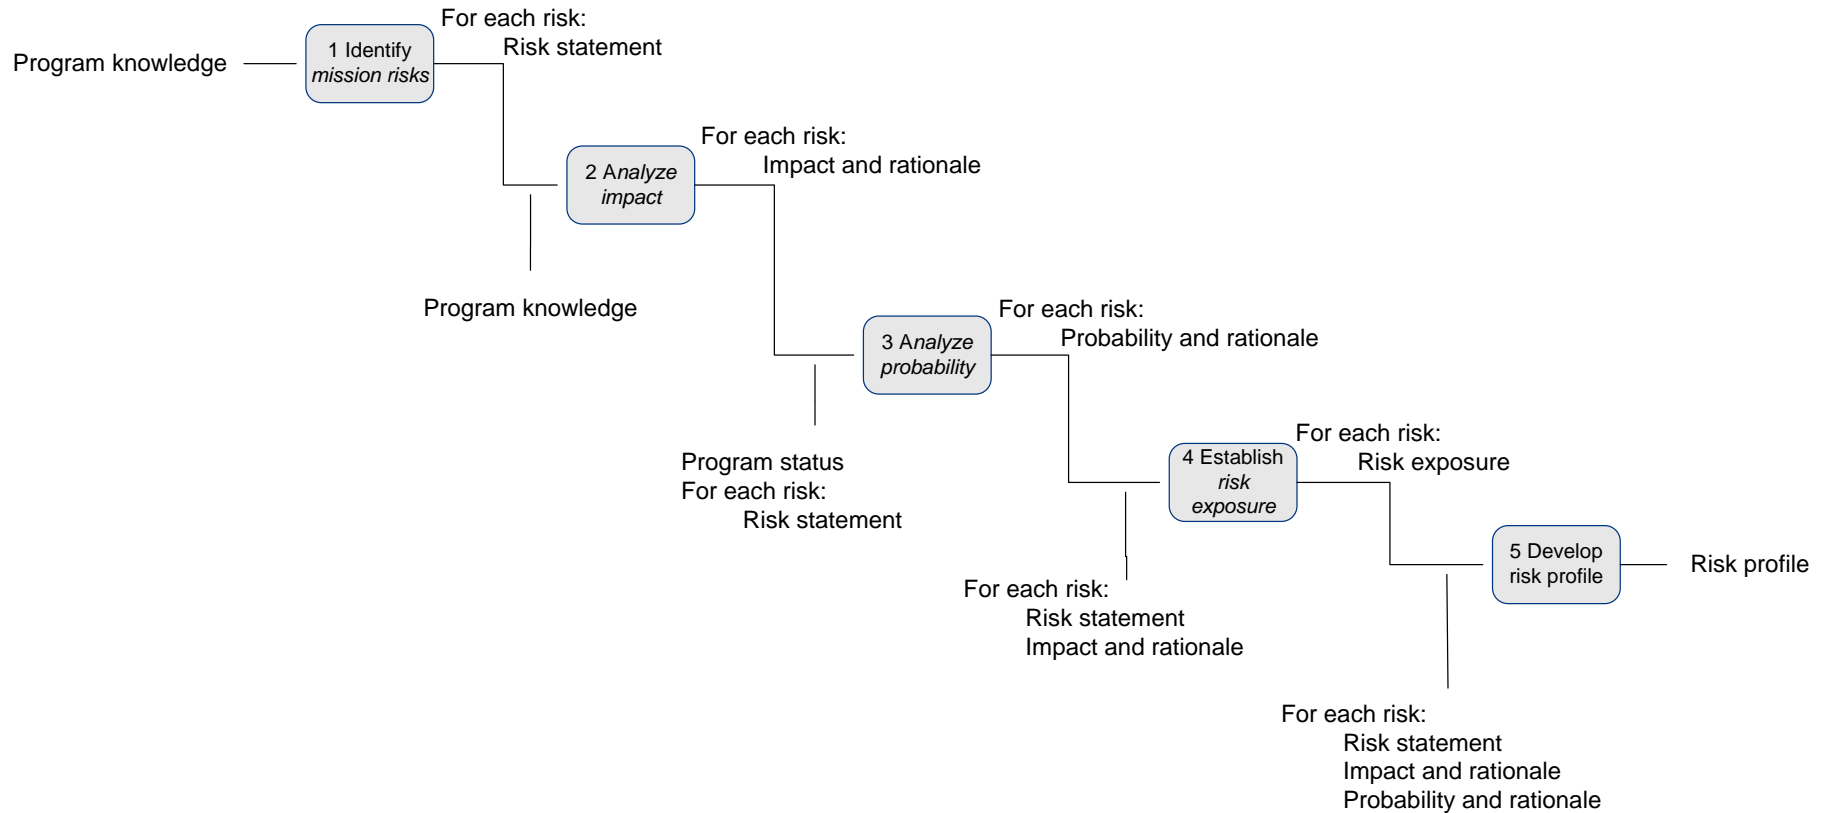 Program knowledge
1 Identify
mission risks
For each risk:
Risk statement
2 Analyze
impact
For each risk:
Impact and rationale
Program knowledge
3 Analyze
probability
For each risk:
Probability and rationale
Program status
For each risk:
Risk statement
4 Establish
risk
exposure
For each risk:
Risk exposure
For each risk:
Risk statement
Impact and rationale
5 Develop
risk profile
Risk profile
For each risk:
Risk statement
Impact and rationale
Probability and rationale